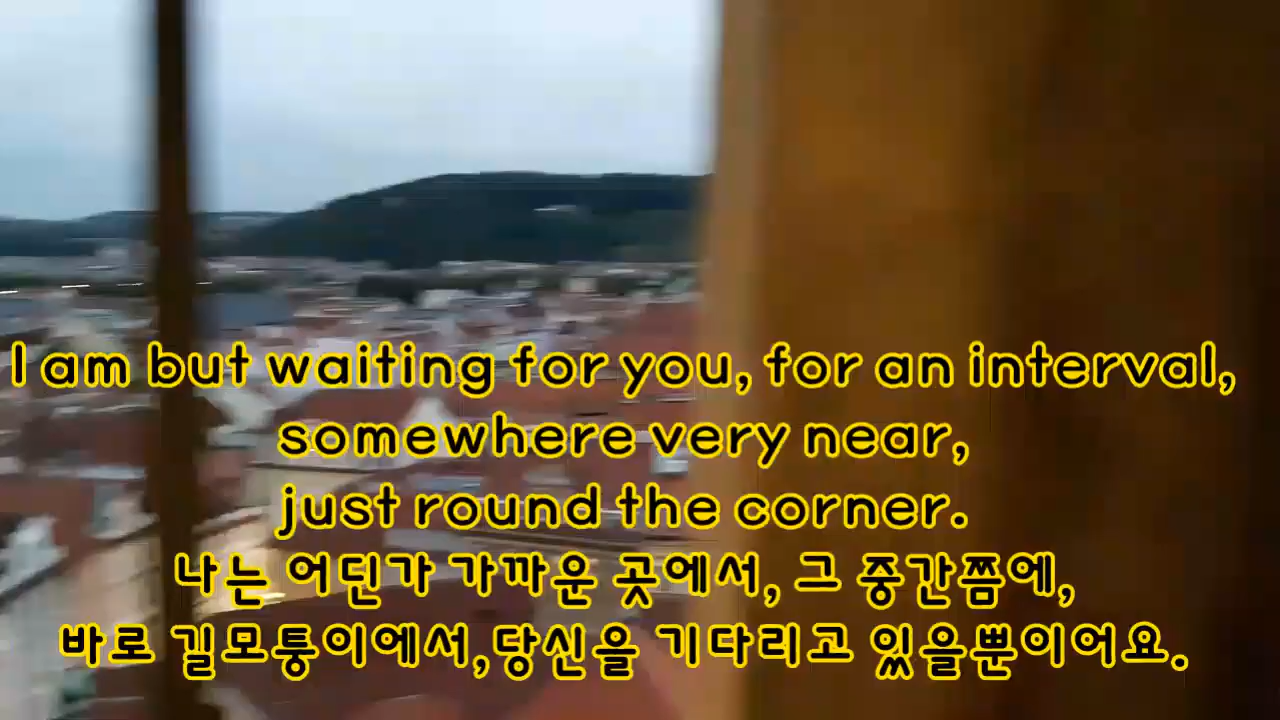 I am but waiting for you, for an interval,
somewhere very near,
just round the corner.
나는 어딘가 가까운 곳에서, 그 중간쯤에,
바로 길모퉁이에서,당신을 기다리고 있을뿐이어요.